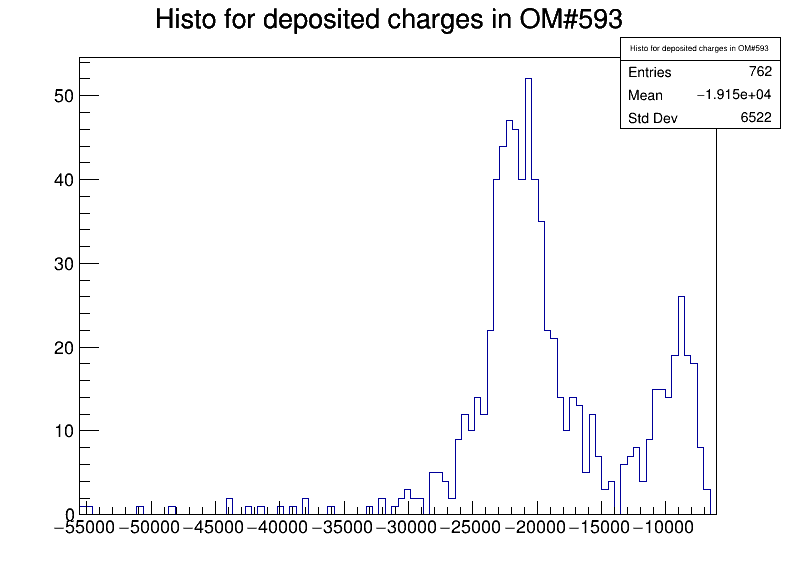 Histo for deposited charges in OM#593
Histo for deposited charges in OM#593
Entries 762
Mean −1.915e+04
Std Dev 6522
50
40
30
20
10
0
−55000 −50000 −45000 −40000 −35000 −30000 −25000 −20000 −15000 −10000